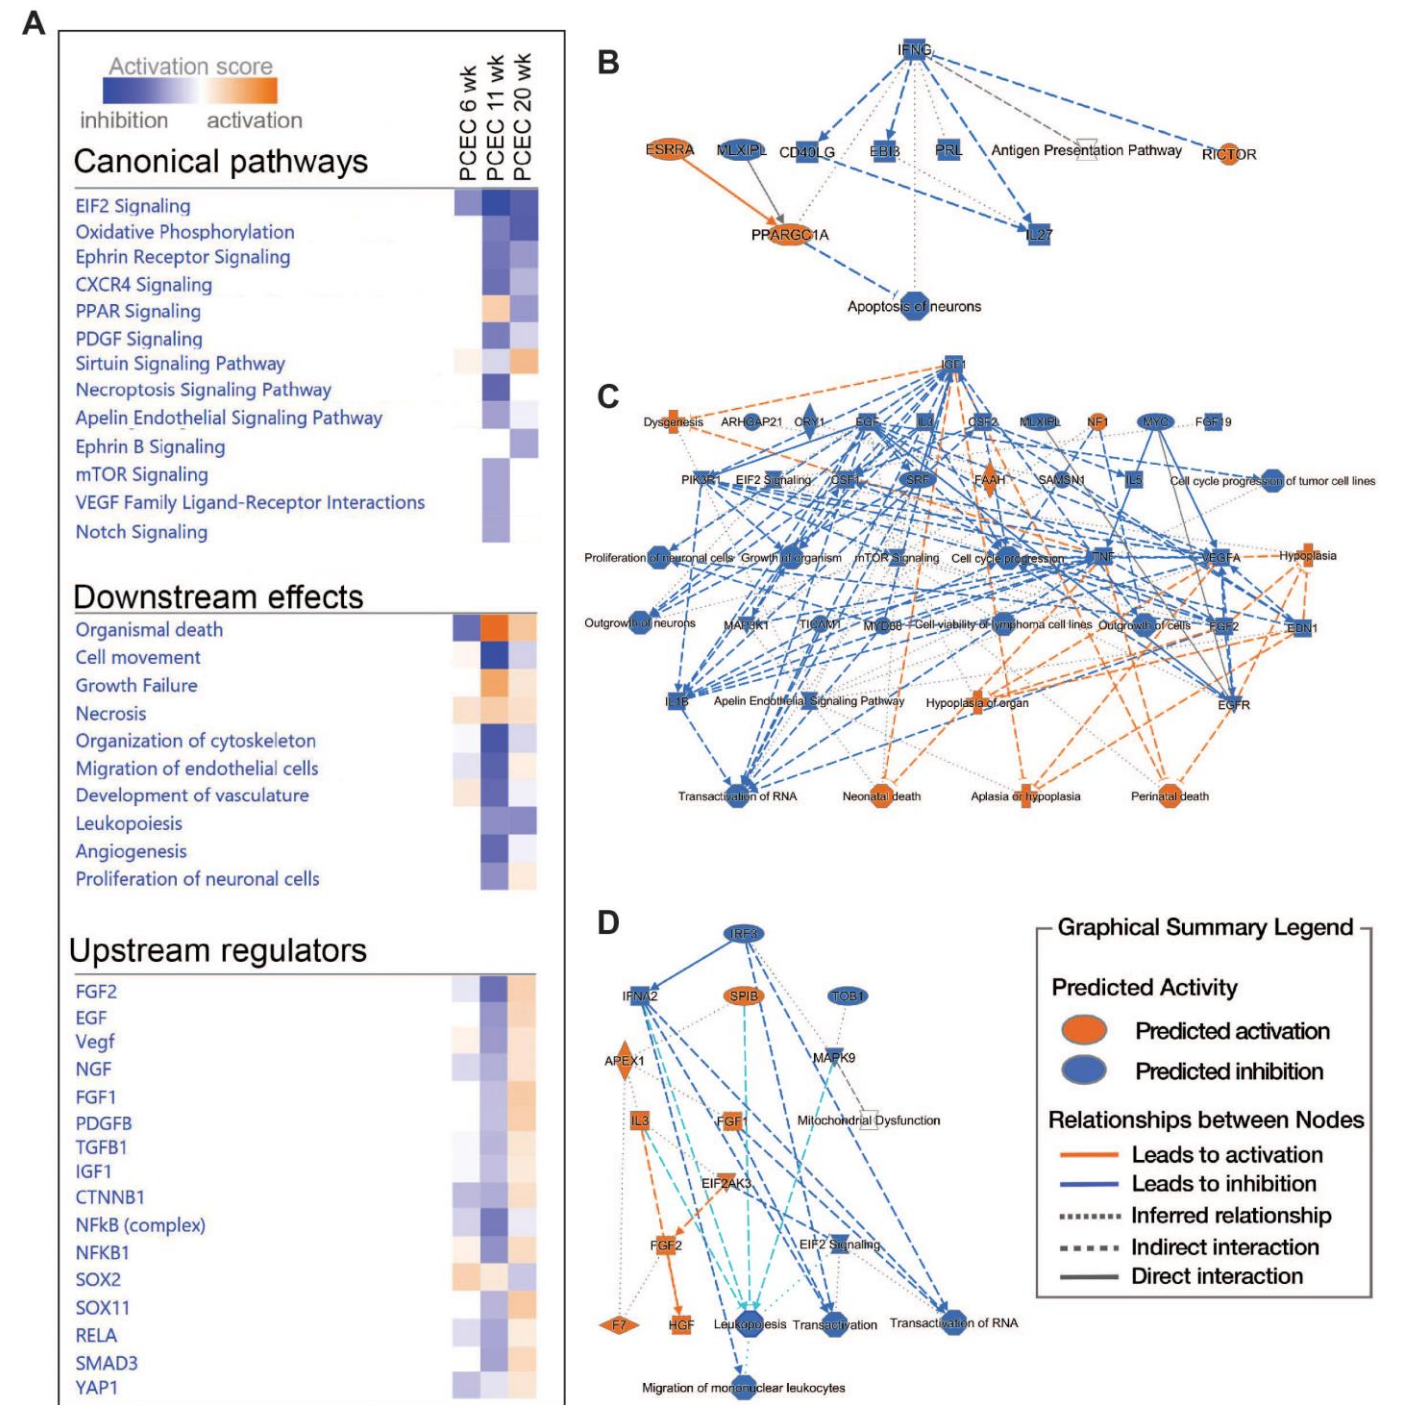 A
Activation score
inhibition activation
PCEC 6 wk
PCEC 11 wk
PCEC 20 wk
Canonical pathways
EIF2 Signaling
Oxidative Phosphorylation
Ephrin Receptor Signaling
CXCR4 Signaling
PPAR Signaling
PDGF Signaling
Sirtuin Signaling Pathway
Necroptosis Signaling Pathway
Apelin Endothelial Signaling Pathway
Ephrin B Signaling
mTOR Signaling
VEGF Family Ligand-Receptor Interactions
Notch Signaling
Downstream effects
Organismal death
Cell movement
Growth Failure
Necrosis
Organization of cytoskeleton
Migration of endothelial cells
Development of vasculature
Leukopoiesis
Angiogenesis
Proliferation of neuronal cells
Upstream regulators
FGF2
EGF
Vegf
NGF
FGF1
PDGFB
TGFB1
IGF1
CTNNB1
NFkB (complex)
NFKB1
SOX2
SOX11
RELA
SMAD3
YAP1
B
IFNG
ESRRA MLXIPL CD40LG EBI3 PRL Antigen Presentation Pathway RICTOR
PPARGC1A IL27
Apoptosis of neurons
C
IGF1
Dysgenesis ARHGAP21 CRY1 EGF IL3 CSF2 MLXIPL NF1 MYC FGF19
PIK3R1 EIF2 Signaling CSF1 SRF FAAH SAMSN1 IL5 Cell cycle progression of tumor cell lines
Proliferation of neuronal cells Growth of organism mTOR Signaling Cell cycle progression TNF VEGFA Hypoplasia
Outgrowth of neurons MAP3K1 TICAM1 MYD88 Cell viability of lymphoma cell lines Outgrowth of cells FGF2 EDN1
IL1B Apelin Endothelial Signaling Pathway Hypoplasia of organ EGFR
Transactivation of RNA Neonatal death Aplasia or hypoplasia Perinatal death
D
IRF3
IFNA2 SPIB TOB1
APEX1 MAPK9
IL3 FGF1 Mitochondrial Dysfunction
EIF2AK3
FGF2 EIF2 Signaling
F7 HGF Leukopoiesis Transactivation Transactivation of RNA
Migration of mononuclear leukocytes
Graphical Summary Legend
Predicted Activity
Predicted activation
Predicted inhibition
Relationships between Nodes
Leads to activation
Leads to inhibition
Inferred relationship
Indirect interaction
Direct interaction